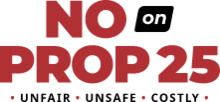 NO on
PROP 25
• UNFAIR • UNSAFE • COSTLY •